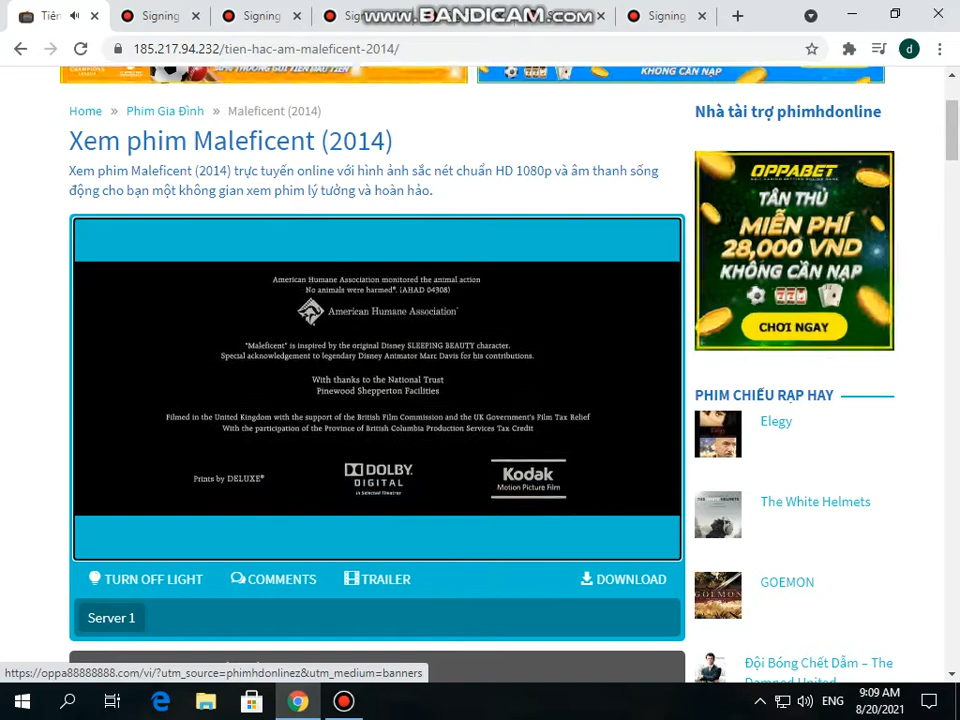 Tiên
Signing
Signing
Sig
Signing
www.BANDICAM.com
185.217.94.232/tien-hac-am-maleficent-2014/
d
CHAMPIONS
LEAGUE
KHÔNG CẦN NẠP
Home » Phim Gia Đình » Maleficent (2014)
Xem phim Maleficent (2014)
Xem phim Maleficent (2014) trực tuyến online với hình ảnh sắc nét chuẩn HD 1080p và âm thanh sống
động cho bạn một không gian xem phim lý tưởng và hoàn hảo.
American Humane Association monitored the animal action
No animals were harmed®. (AHAD 04308)
American Humane Association™
"Maleficent" is inspired by the original Disney SLEEPING BEAUTY character.
Special acknowledgement to legendary Disney Animator Marc Davis for his contributions.
With thanks to the National Trust
Pinewood Shepperton Facilities
Filmed in the United Kingdom with the support of the British Film Commission and the UK Government's Film Tax Relief
With the participation of the Province of British Columbia Production Services Tax Credit
Prints by DELUXE®
DOLBY
DIGITAL
In Selected Theatres
Kodak
Motion Picture Film
TURN OFF LIGHT
COMMENTS
TRAILER
DOWNLOAD
Server 1
Nhà tài trợ phimhdonline
OPPABET
TÂN THỦ
MIỄN PHÍ
28,000 VND
KHÔNG CẦN NẠP
CHƠI NGAY
PHIM CHIẾU RẠP HAY
Elegy
The White Helmets
GOEMON
Đội Bóng Chết Dẫm – The
Damned United
https://oppa88888888.com/vi/?utm_source=phimhdonlinez&utm_medium=banners
ENG
9:09 AM
8/20/2021